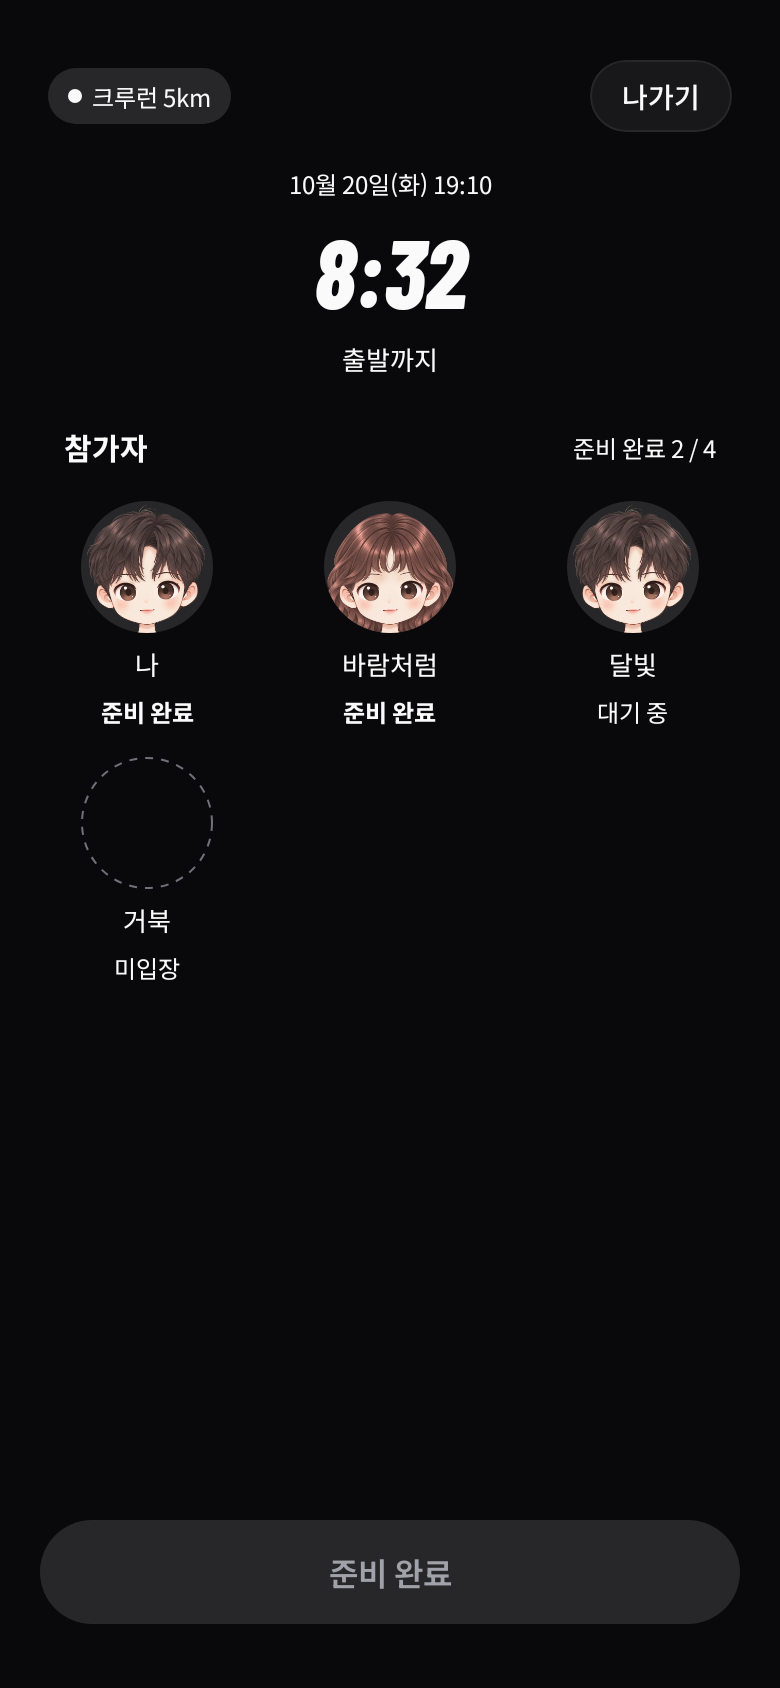 크루런 5km
나가기
10월 20일(화) 19:10
8:32
출발까지
참가자
준비 완료 2 / 4
나
바람처럼
달빛
준비 완료
준비 완료
대기 중
거북
미입장
준비 완료